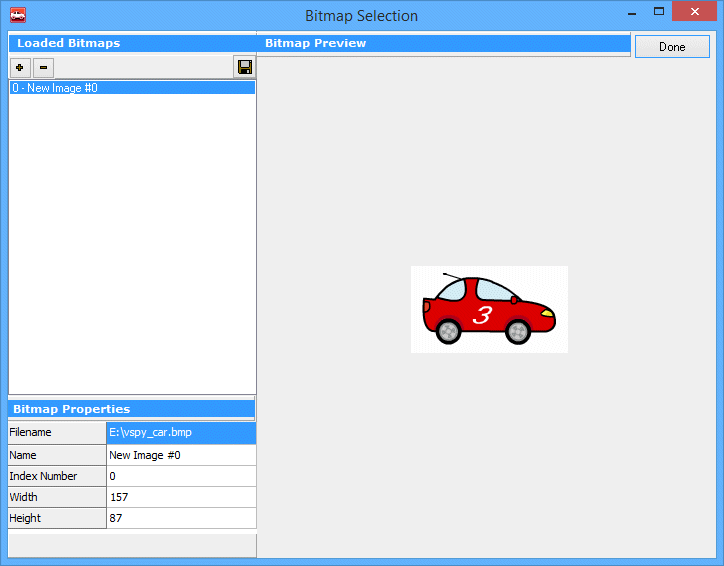 Bitmap Selection
Loaded Bitmaps
Bitmap Preview
Done
0 - New Image #0
3
Bitmap Properties
Filename E:\vspy_car.bmp
Name New Image #0
Index Number 0
Width 157
Height 87